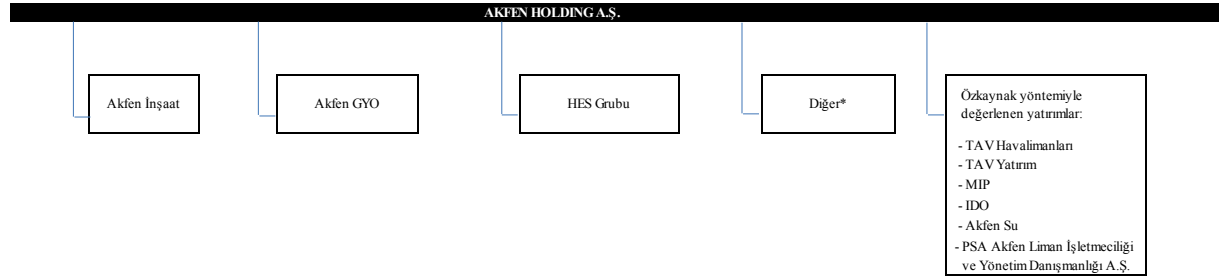 AKFEN HOLDING A.Ş.
Akfen İnşaat
Akfen GYO
HES Grubu
Diğer*
Özkaynak yöntemiyle
değerlenen yatırımlar:
- TAV Havalimanları
- TAV Yatırım
- MIP
- IDO
- Akfen Su
- PSA Akfen Liman İşletmeciliği
ve Yönetim Danışmanlığı A.Ş.